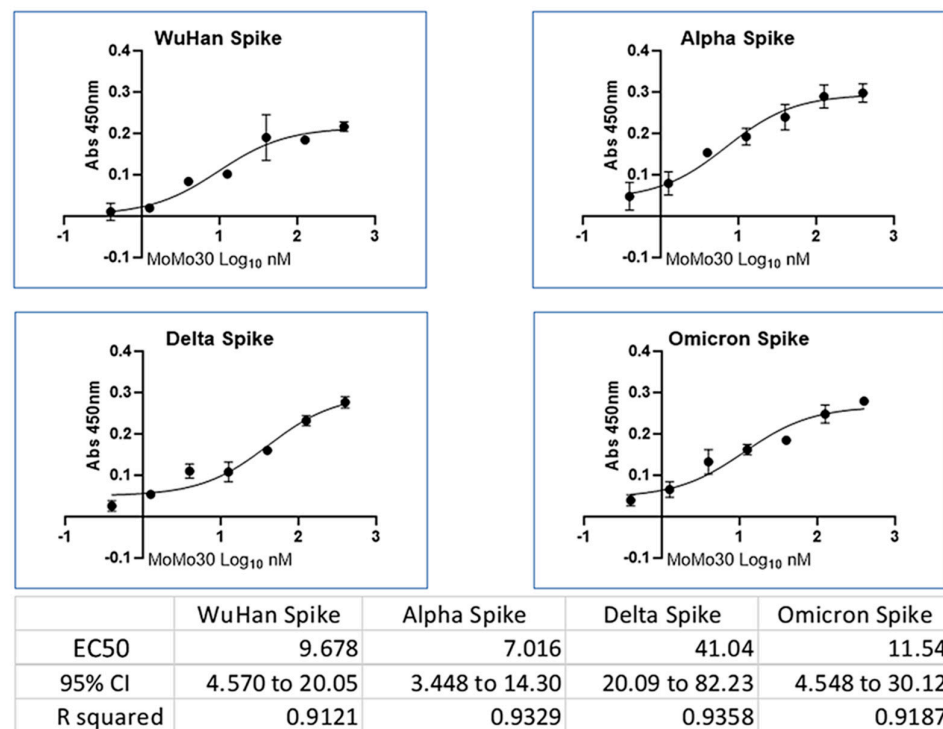 WuHan Spike
0.4
0.3
0.2
0.1
-0.1
-1
1
2
3
Abs 450nm
MoMo30 Log10 nM
Alpha Spike
0.4
0.3
0.2
0.1
-0.1
-1
1
2
3
Abs 450nm
MoMo30 Log10 nM
Delta Spike
0.4
0.3
0.2
0.1
-0.1
-1
1
2
3
Abs 450nm
MoMo30 Log10 nM
Omicron Spike
0.4
0.3
0.2
0.1
-0.1
-1
1
2
3
Abs 450nm
MoMo30 Log10 nM
WuHan Spike Alpha Spike Delta Spike Omicron Spike
EC50 9.678 7.016 41.04 11.54
95% CI 4.570 to 20.05 3.448 to 14.30 20.09 to 82.23 4.548 to 30.12
R squared 0.9121 0.9329 0.9358 0.9187